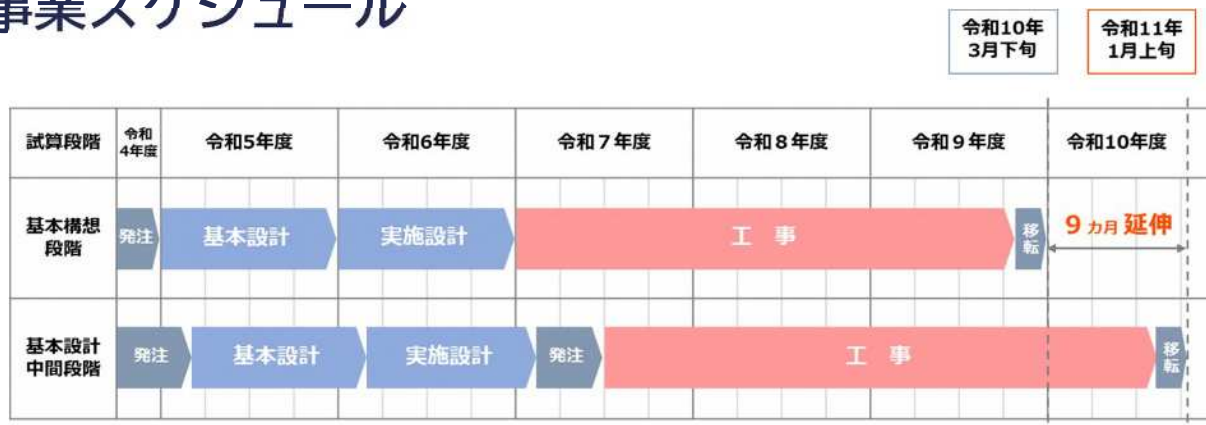 事業スケジュール
令和10年
3月下旬
令和11年
1月上旬
試算段階
令和
4年度
令和5年度
令和6年度
令和７年度
令和８年度
令和９年度
令和10年度
基本構想
段階
発注
基本設計
実施設計
工　事
移
転
９ヵ月延伸
基本設計
中間段階
発注
基本設計
実施設計
発注
工　事
移
転